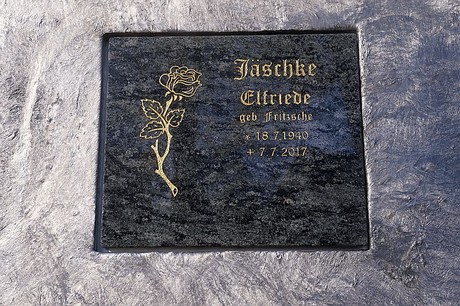 Jäschke
Elfriede
geb. Fritzsche
* 18.7.1940
+ 7.7.2017